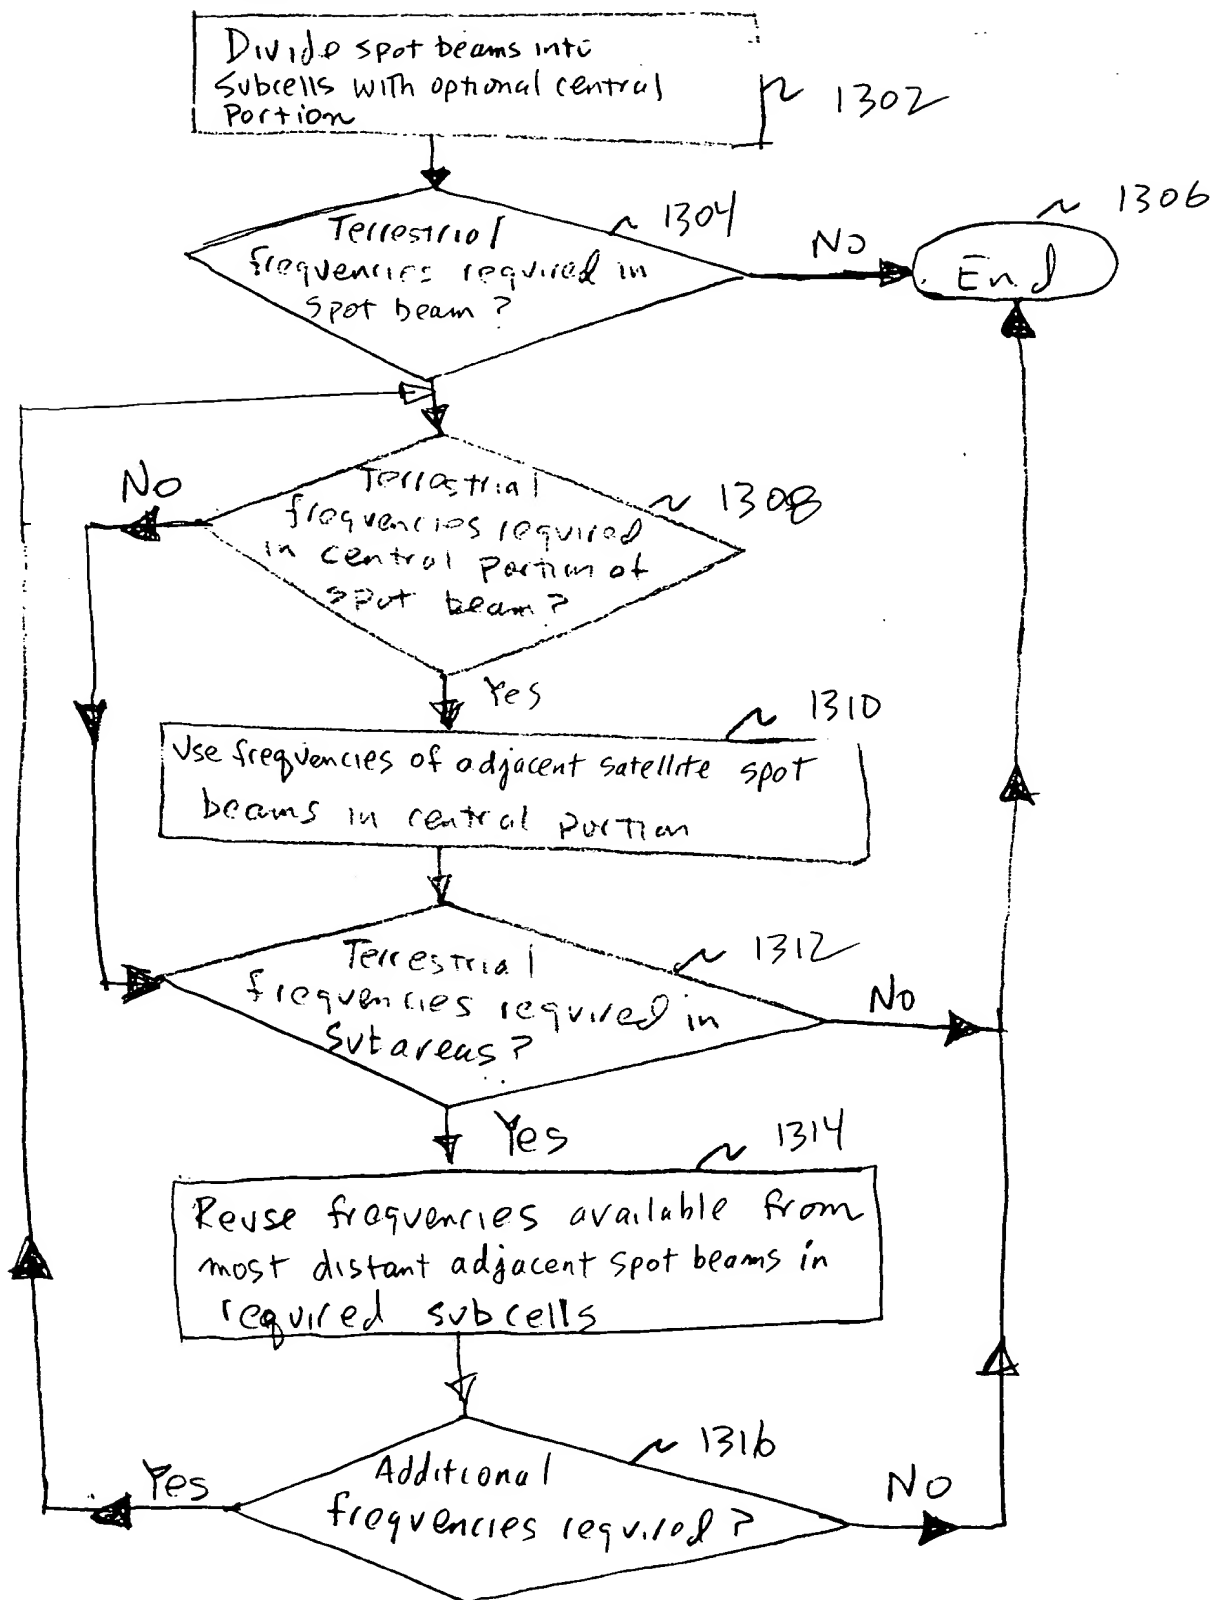 Divide spot beams into
subcells with optional central
portion
1302
1304
Terrestrial
frequencies required in
spot beam?
No
1306
End
No
1308
Terrestrial
frequencies required
in central portion of
spot beam?
Yes
1310
Use frequencies of adjacent satellite spot
beams in central portion
1312
Terrestrial
frequencies required in
Subareas?
No
Yes
1314
Reuse frequencies available from
most distant adjacent spot beams in
required subcells
1316
Additional
frequencies required?
Yes
No